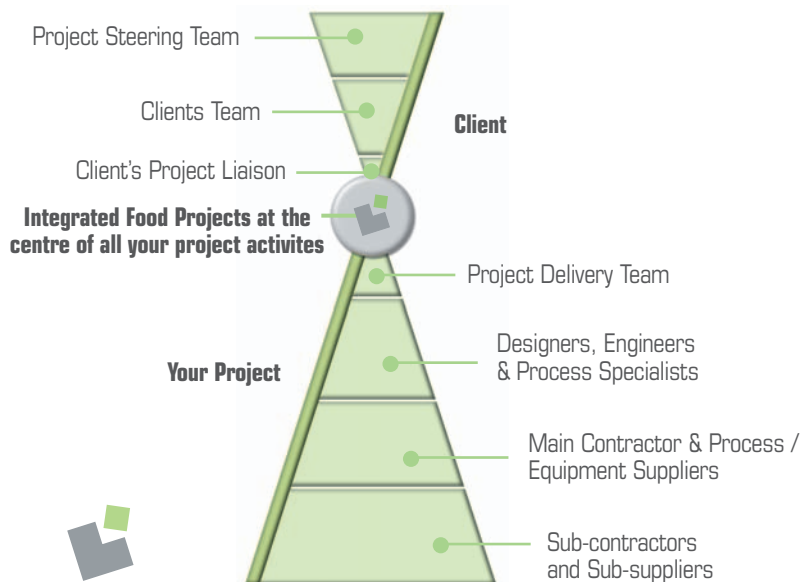 Project Steering Team
Clients Team
Client
Client's Project Liaison
Integrated Food Projects at the
centre of all your project activites
Project Delivery Team
Designers, Engineers
& Process Specialists
Your Project
Main Contractor & Process /
Equipment Suppliers
Sub-contractors
and Sub-suppliers